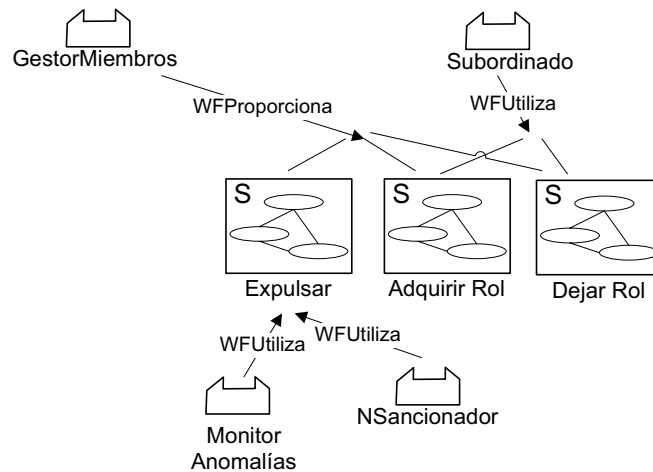 GestorMiembros
Subordinado
WFProporciona
WFUtiliza
S
S
S
Expulsar
Adquirir Rol
Dejar Rol
WFUtiliza
WFUtiliza
Monitor
Anomalías
NSancionador